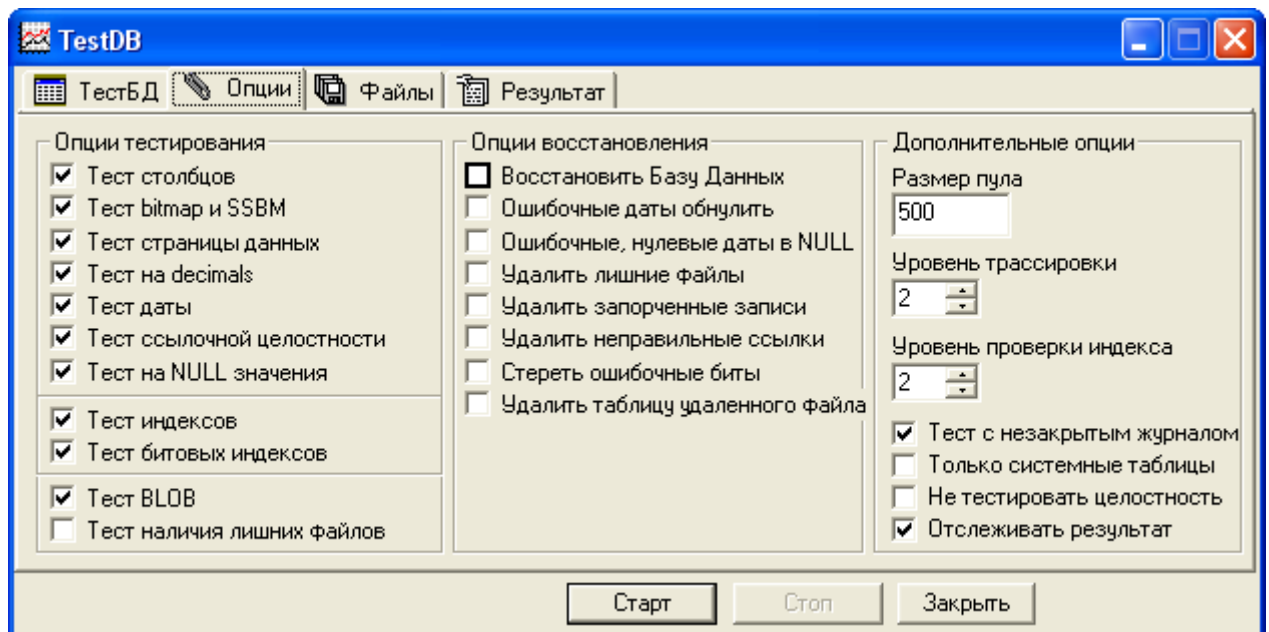 TestDB
ТестБД Опции Файлы Результат
Опции тестирования
Тест столбцов
Тест bitmap и SSBM
Тест страницы данных
Тест на decimals
Тест даты
Тест ссылочной целостности
Тест на NULL значения
Тест индексов
Тест битовых индексов
Тест BLOB
Тест наличия лишних файлов
Опции восстановления
Восстановить Базу Данных
Ошибочные даты обнулить
Ошибочные, нулевые даты в NULL
Удалить лишние файлы
Удалить запорченные записи
Удалить неправильные ссылки
Стереть ошибочные биты
Удалить таблицу удаленного файла
Дополнительные опции
Размер пула
500
Уровень трассировки
2
Уровень проверки индекса
2
Тест с незакрытым журналом
Только системные таблицы
Не тестировать целостность
Отслеживать результат
Старт Стоп Закрыть